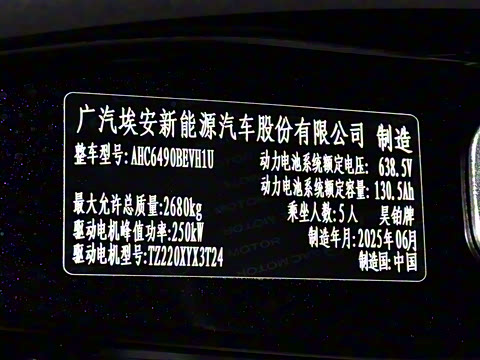 广汽埃安新能源汽车股份有限公司 制造
整车型号:AHC6490BEVH1U
动力电池系统额定电压: 638.5V
动力电池系统额定容量: 130.5Ah
最大允许总质量:2680kg
乘坐人数:5人 昊铂牌
驱动电机峰值功率:250kW
制造年月:2025年06月
驱动电机型号:TZ220XYX3T24
制造国:中国